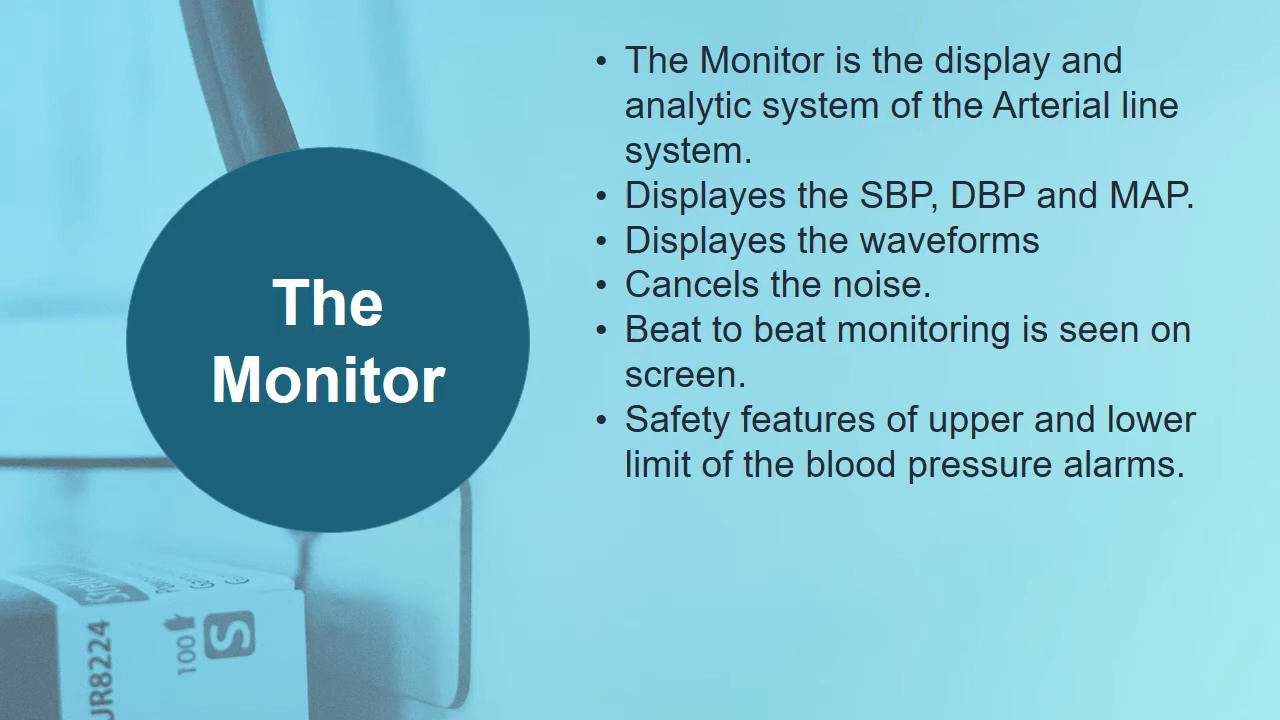 The
Monitor
• The Monitor is the display and
analytic system of the Arterial line
system.
• Displayes the SBP, DBP and MAP.
• Displayes the waveforms
• Cancels the noise.
• Beat to beat monitoring is seen on
screen.
• Safety features of upper and lower
limit of the blood pressure alarms.
UR8224
100
S